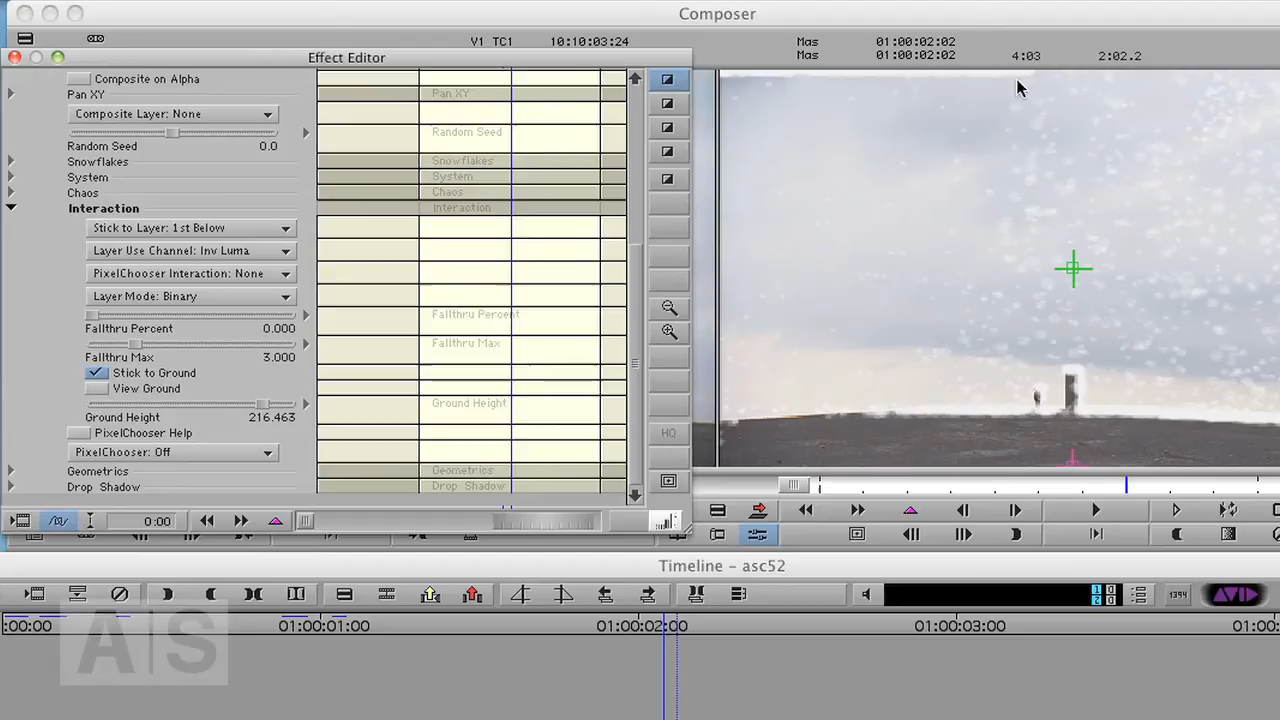 Composer
V1 TC1 10:10:03:24
Mas 01:00:02:02
Mas 01:00:02:02 4:03 2:02.2
Effect Editor
Composite on Alpha
Pan XY
Pan XY
Composite Layer: None
Random Seed
Random Seed 0.0
Snowflakes
Snowflakes
System
System
Chaos
Chaos
Interaction
Interaction
Stick to Layer: 1st Below
Layer Use Channel: Inv Luma
PixelChooser Interaction: None
Layer Mode: Binary
Fallthru Percent
Fallthru Percent 0.000
Fallthru Max
Fallthru Max 3.000
Stick to Ground
View Ground
Ground Height
Ground Height 216.463
PixelChooser Help
HQ
PixelChooser: Off
Geometrics
Geometrics
Drop Shadow
Drop Shadow
0:00
Timeline - asc52
1 0
2 0
1394
AVID
:00:00 01:00:01:00 01:00:02:00 01:00:03:00 01:00
A|S